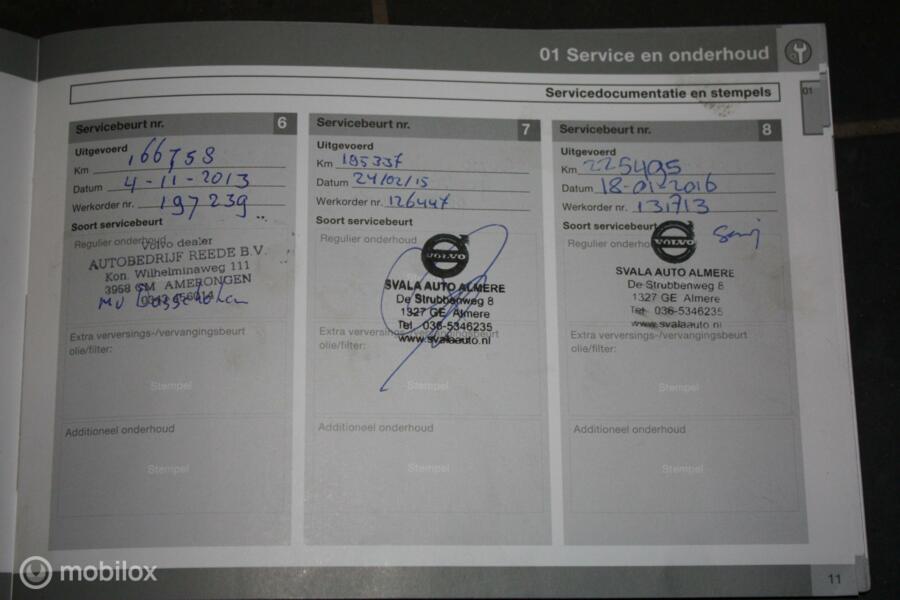 01 Service en onderhoud
01
Servicedocumentatie en stempels
Servicebeurt nr. 6
Uitgevoerd
Km 166758
Datum 4-11-2013
Werkorder nr. 197239
Soort servicebeurt
Regulier onderhoud
Volvo dealer
AUTOBEDRIJF REEDE B.V.
Kon. Wilhelminaweg 111
3958 CM AMERONGEN
Extra verversings-/vervangingsbeurt
olie/filter:
Stempel
Additioneel onderhoud
Stempel
Servicebeurt nr. 7
Uitgevoerd
Km 195337
Datum 24/02/15
Werkorder nr. 126447
Soort servicebeurt
Regulier onderhoud
VOLVO
SVALA AUTO ALMERE
De Strubbenweg 8
1327 GE Almere
Tel. 036-5346235
www.svalaauto.nl
Stempel
Additioneel onderhoud
Stempel
Servicebeurt nr. 8
Uitgevoerd
Km 225495
Datum 18-01-2016
Werkorder nr. 131713
Soort servicebeurt
Regulier onderhoud
VOLVO
SVALA AUTO ALMERE
De Strubbenweg 8
1327 GE Almere
Tel 036-5346235
www.svalaauto.nl
Extra verversings-/vervangingsbeurt
olie/filter:
Stempel
Additioneel onderhoud
Stempel
11
mobilox